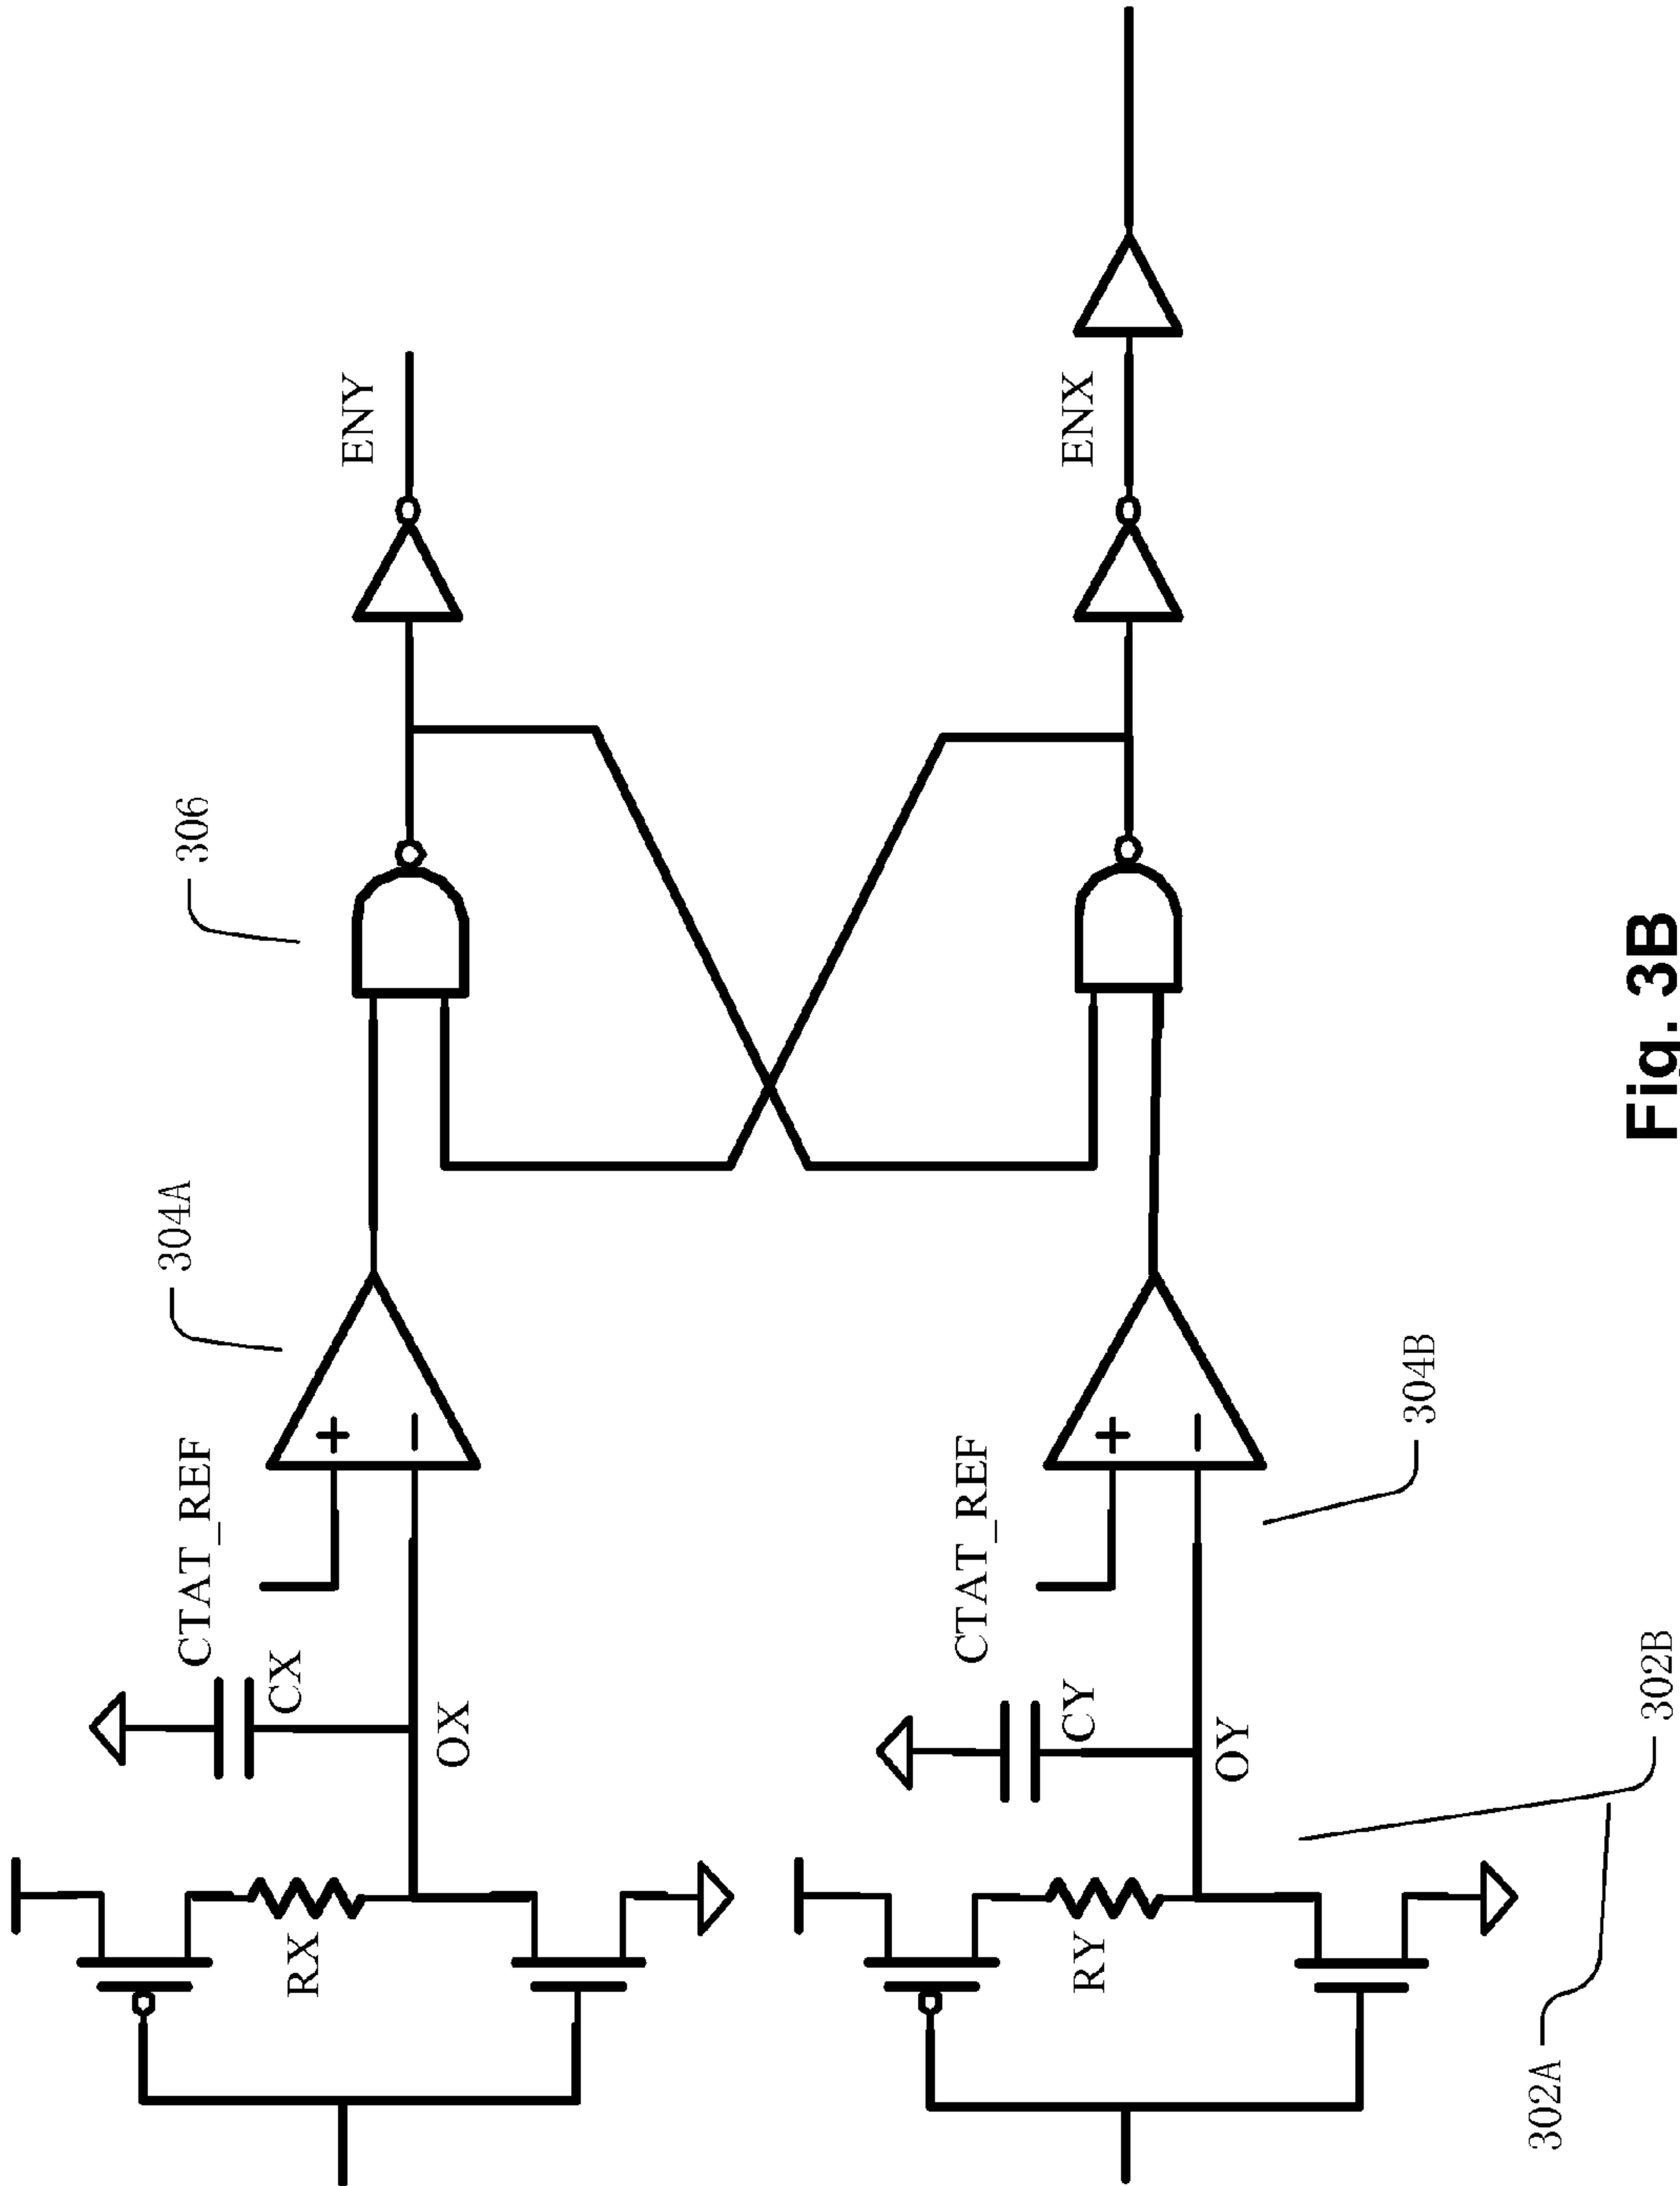 302A
RX
CX
OX
CTAT_REF
304A
306
ENY
RY
CY
OY
CTAT_REF
302B
304B
ENX
Fig. 3B